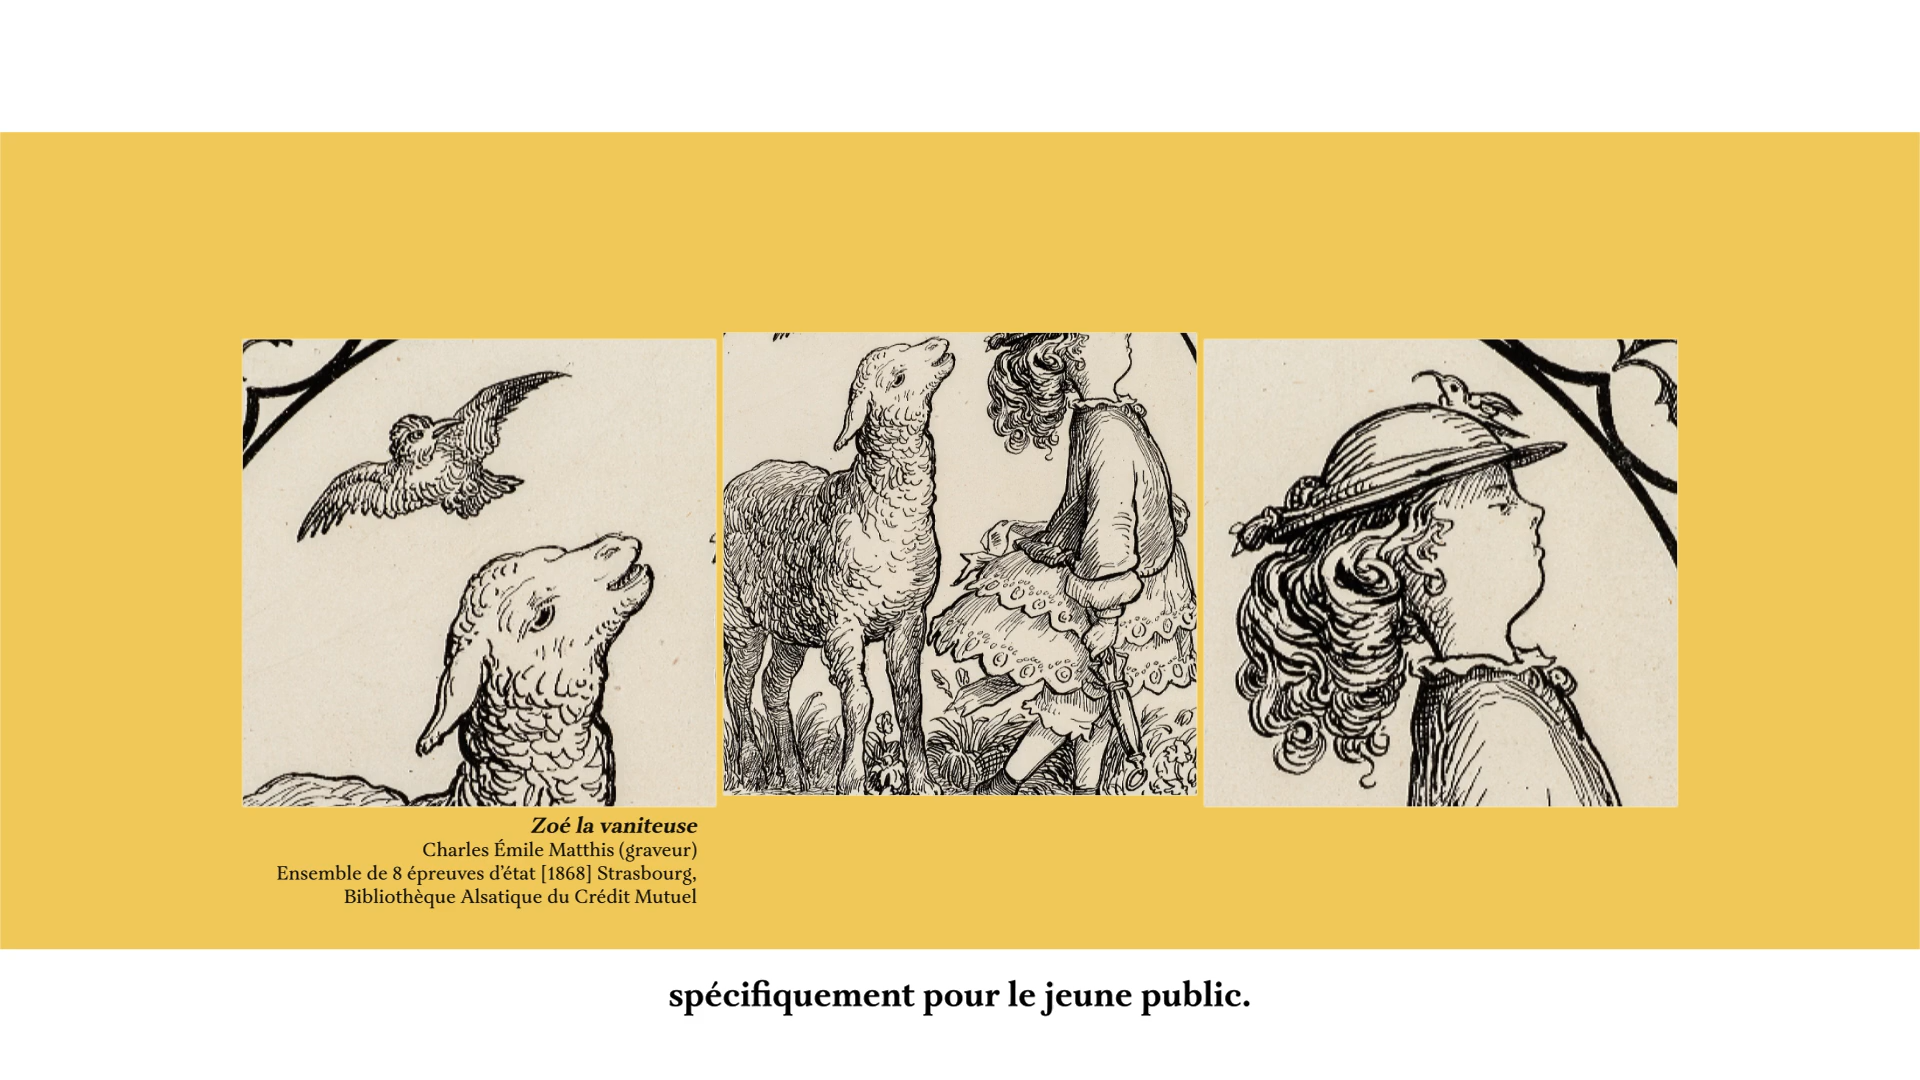 Zoé la vaniteuse
Charles Émile Matthis (graveur)
Ensemble de 8 épreuves d’état [1868] Strasbourg,
Bibliothèque Alsatique du Crédit Mutuel
spécifiquement pour le jeune public.